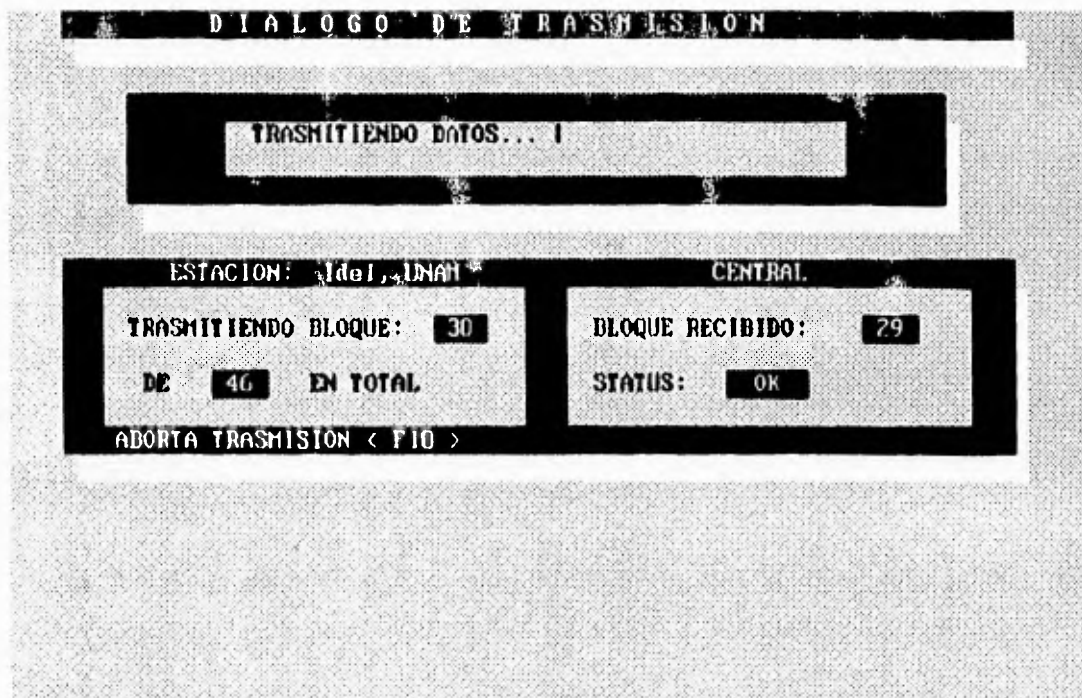 DIALOGO DE TRASMISION
TRASMITIENDO DATOS...
ESTACION: UNAM
CENTRAL
TRASMITIENDO BLOQUE: 30
BLOQUE RECIBIDO: 29
DE 46 EN TOTAL
STATUS: OK
ABORTA TRASMISION < F10 >